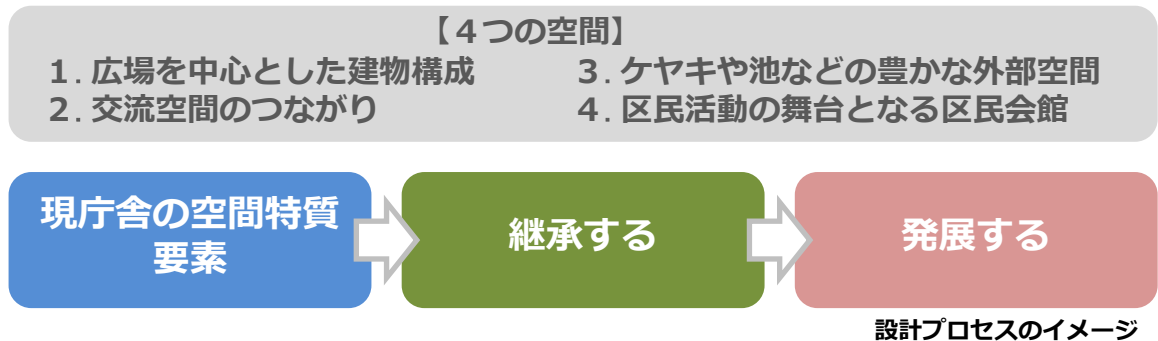 【４つの空間】
１. 広場を中心とした建物構成
２. 交流空間のつながり
３. ケヤキや池などの豊かな外部空間
４. 区民活動の舞台となる区民会館
現庁舎の空間特質
要素
継承する
発展する
設計プロセスのイメージ